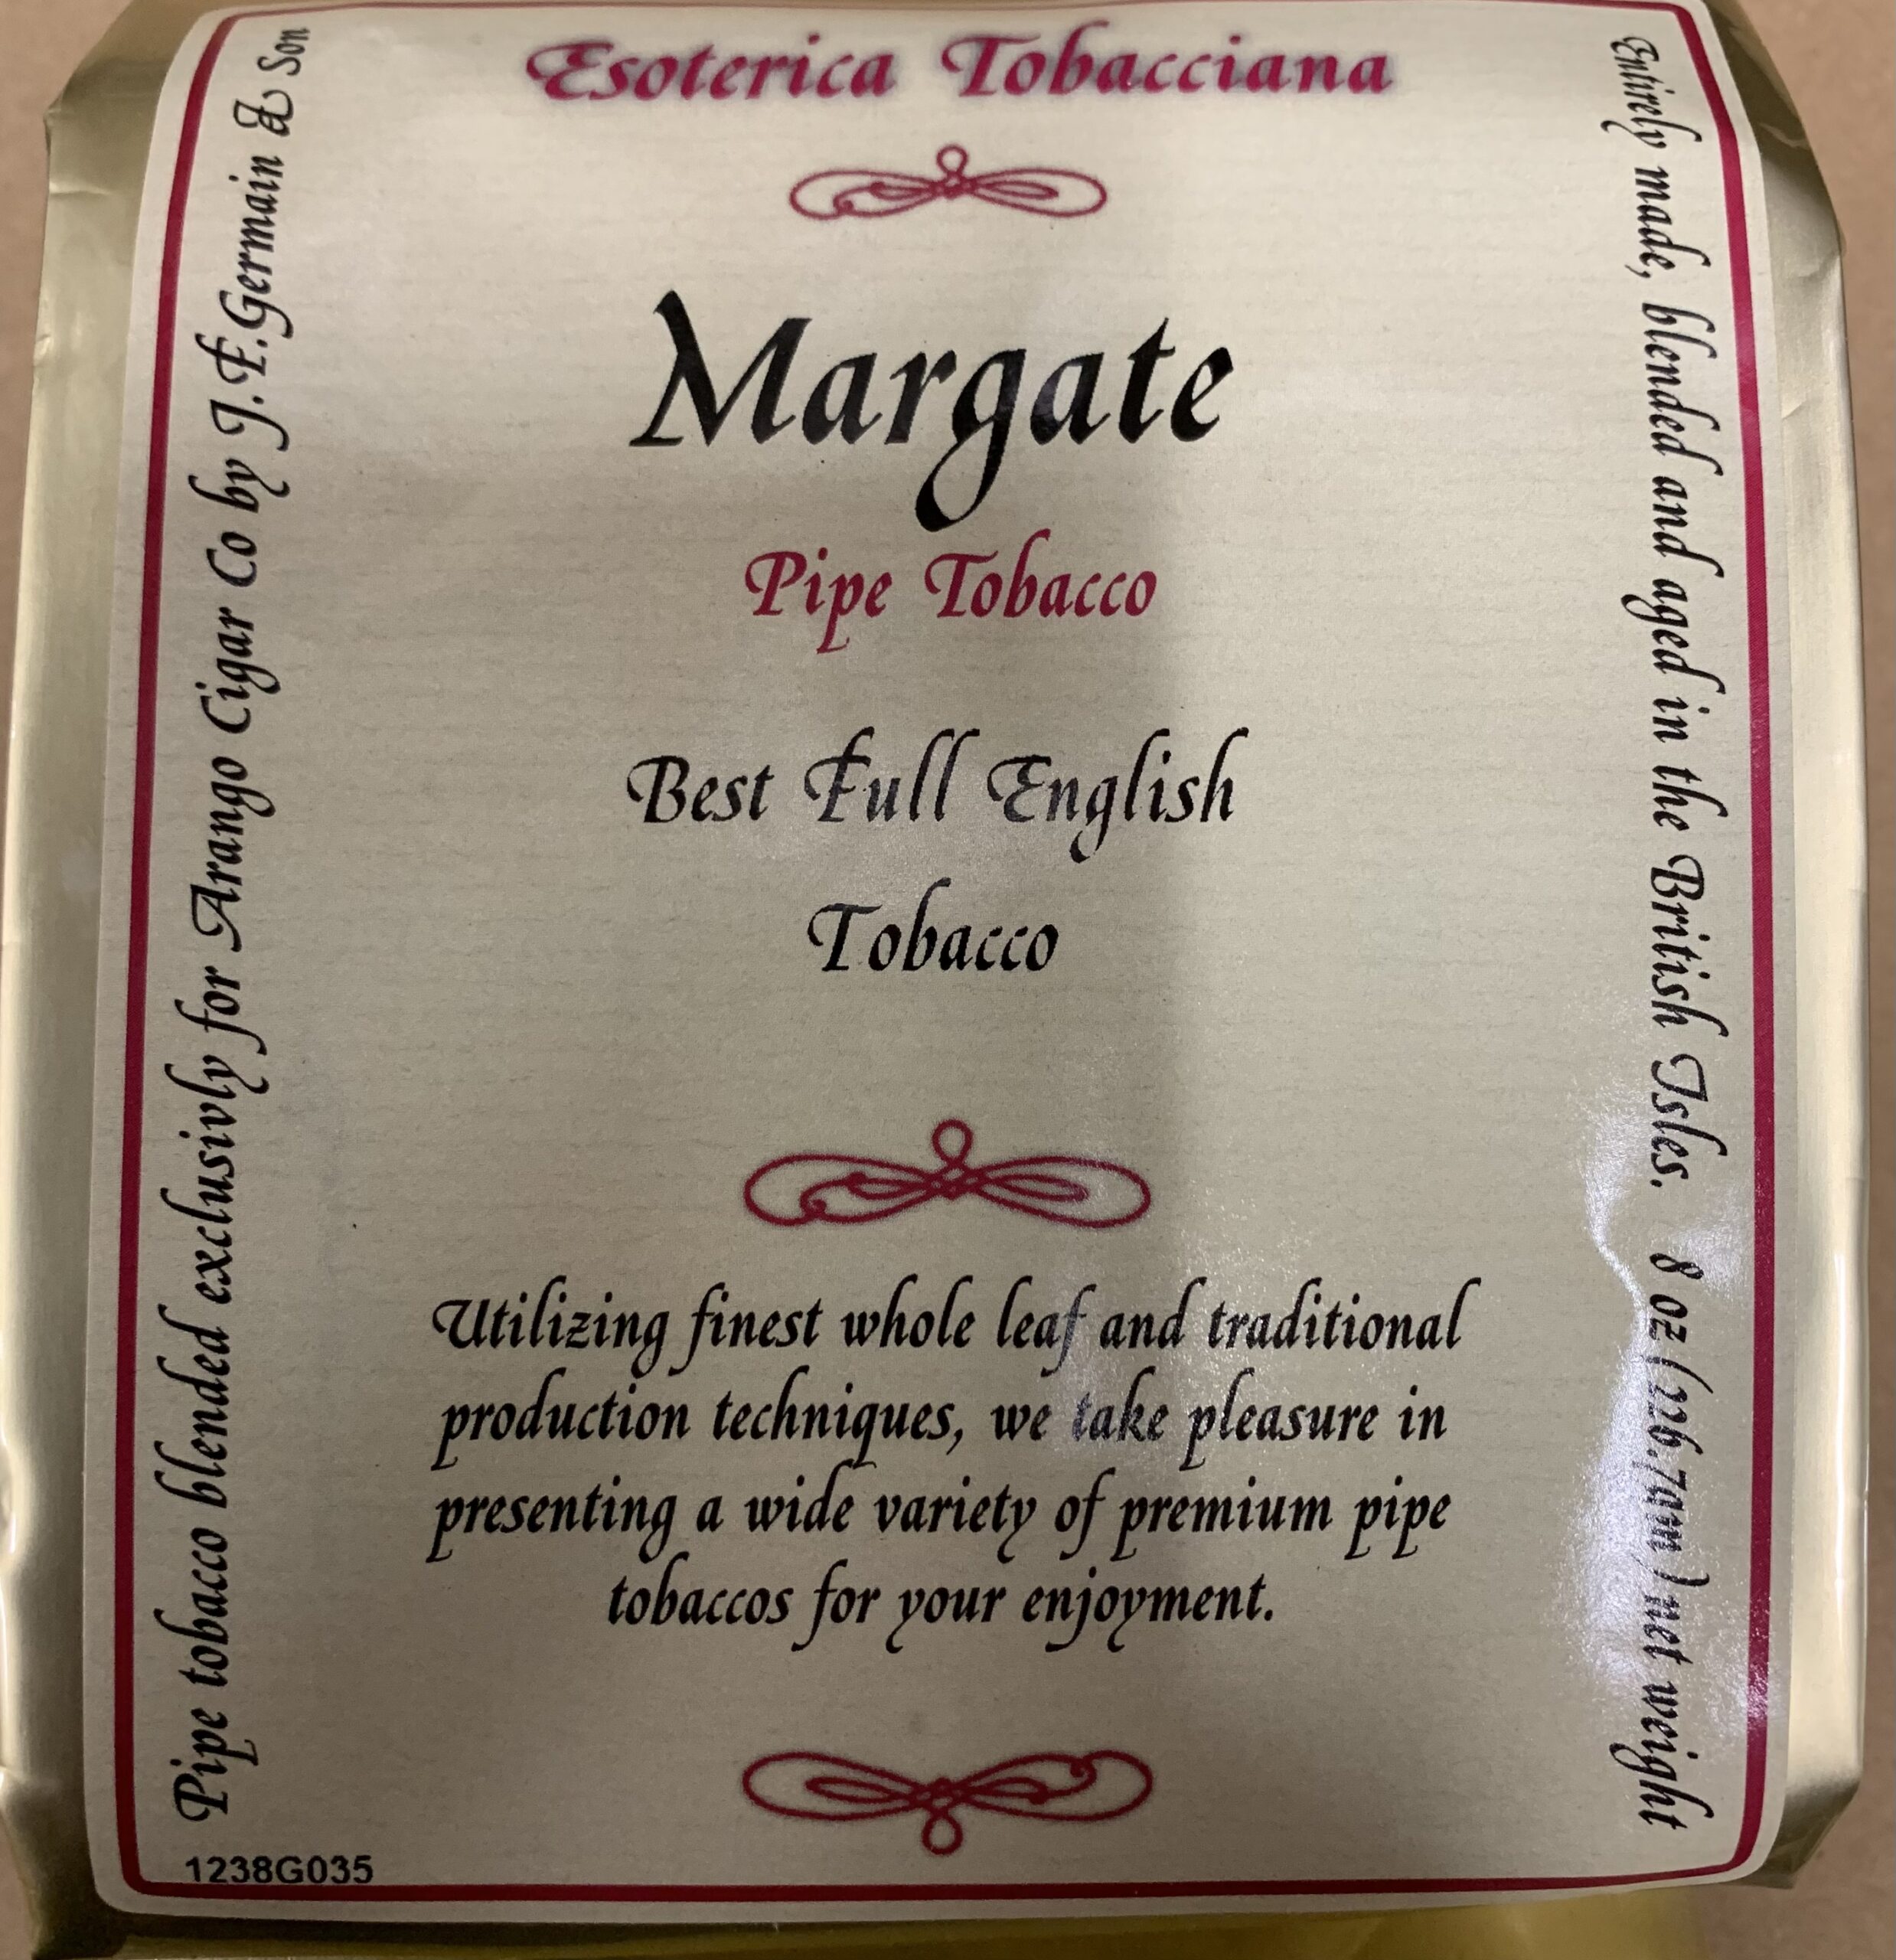 Esoterica Tobacciana
Margate
Pipe Tobacco
Best Full English
Tobacco
Utilizing finest whole leaf and traditional
production techniques, we take pleasure in
presenting a wide variety of premium pipe
tobaccos for your enjoyment.
Pipe tobacco blended exclusivly for Arango Cigar Co by J.F.Germain & Son
Entirely made, blended and aged in the British Isles. 8 oz (226.7gm) net weight
1238G035